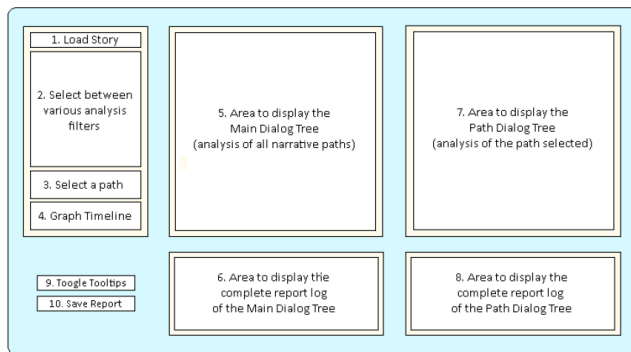 1. Load Story
2. Select between
various analysis
filters
3. Select a path
4. Graph Timeline
5. Area to display the
Main Dialog Tree
(analysis of all narrative paths)
7. Area to display the
Path Dialog Tree
(analysis of the path selected)
9. Toogle Tooltips
10. Save Report
6. Area to display the
complete report log
of the Main Dialog Tree
8. Area to display the
complete report log
of the Path Dialog Tree